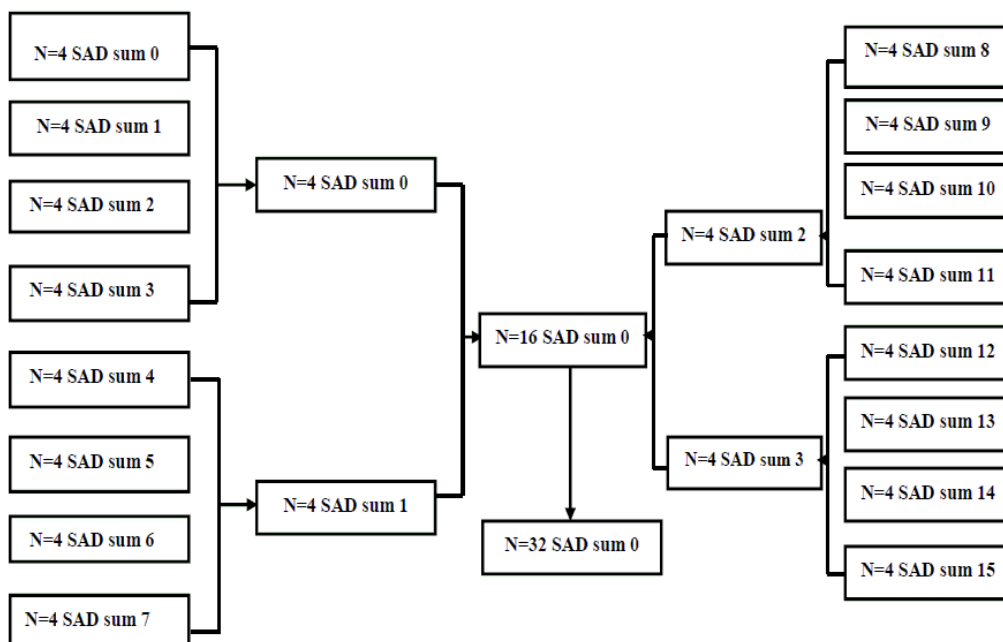 N=4 SAD sum 0
N=4 SAD sum 1
N=4 SAD sum 2
N=4 SAD sum 3
N=4 SAD sum 4
N=4 SAD sum 5
N=4 SAD sum 6
N=4 SAD sum 7
N=4 SAD sum 0
N=4 SAD sum 1
N=16 SAD sum 0
N=32 SAD sum 0
N=4 SAD sum 2
N=4 SAD sum 3
N=4 SAD sum 8
N=4 SAD sum 9
N=4 SAD sum 10
N=4 SAD sum 11
N=4 SAD sum 12
N=4 SAD sum 13
N=4 SAD sum 14
N=4 SAD sum 15